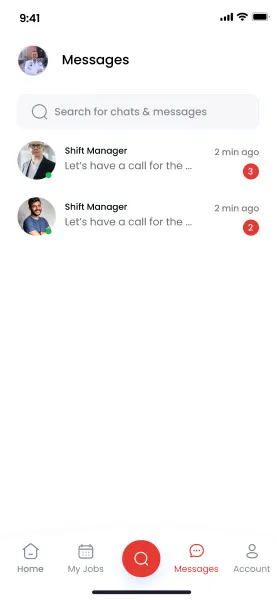 9:41
Messages
Search for chats & messages
Shift Manager
2 min ago
Let's have a call for the ...
3
Shift Manager
2 min ago
Let's have a call for the ...
2
Home
My Jobs
Messages
Account